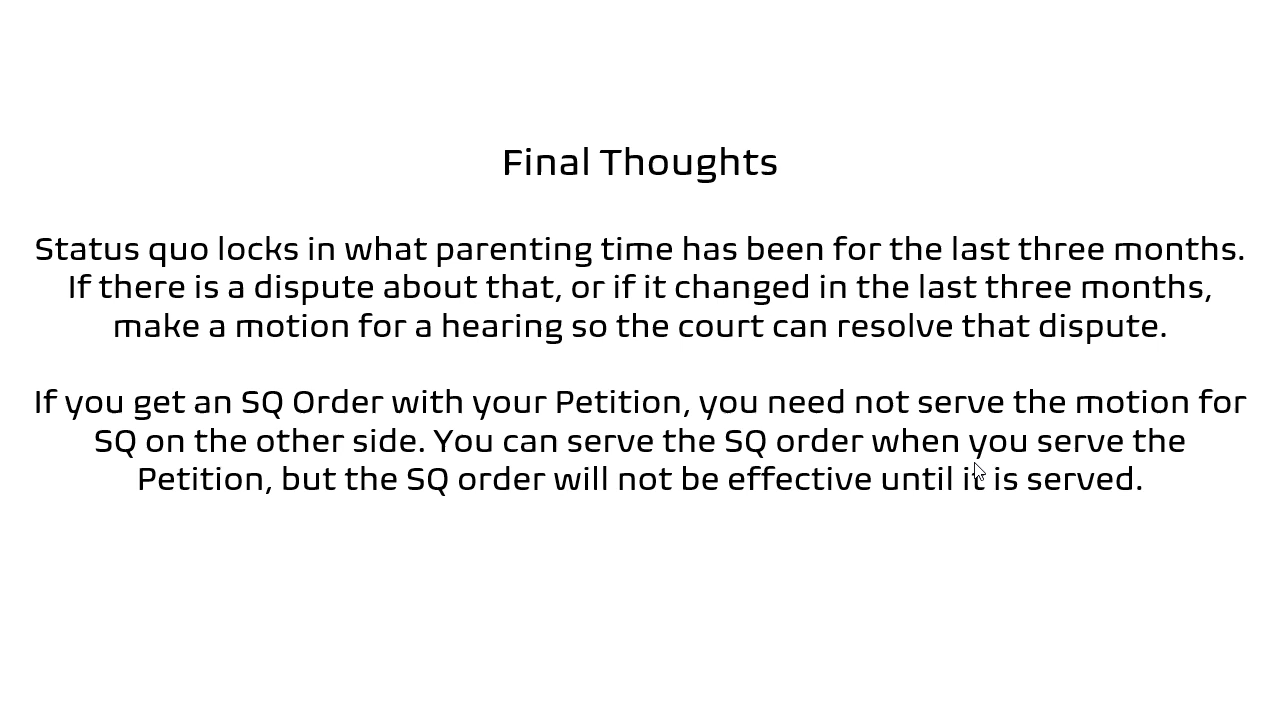 Final Thoughts
Status quo locks in what parenting time has been for the last three months.
If there is a dispute about that, or if it changed in the last three months,
make a motion for a hearing so the court can resolve that dispute.
If you get an SQ Order with your Petition, you need not serve the motion for
SQ on the other side. You can serve the SQ order when you serve the
Petition, but the SQ order will not be effective until it is served.